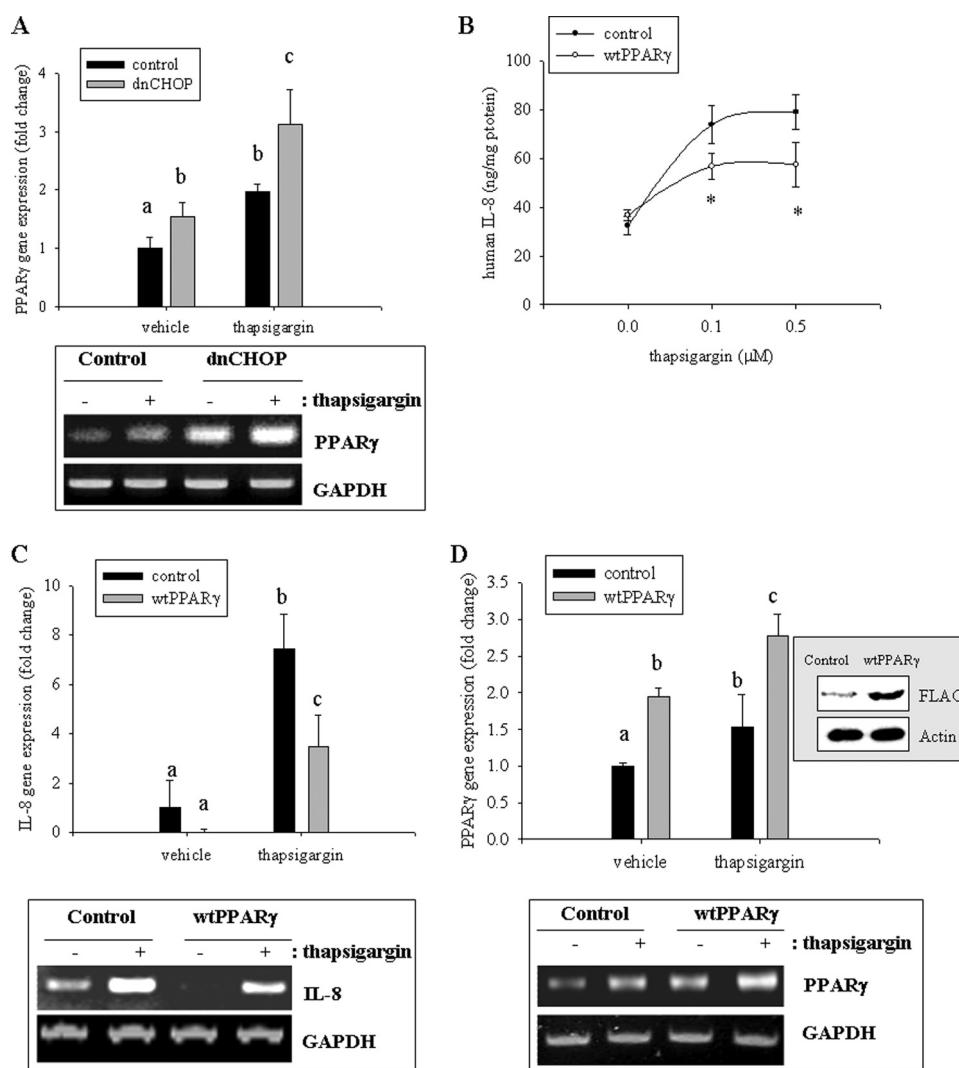 A
PPARγ gene expression (fold change)
4
3
2
1
0
control
dnCHOP
a
b
b
c
vehicle
thapsigargin
Control
dnCHOP
-
+
-
+
: thapsigargin
PPARγ
GAPDH
B
control
wtPPARγ
human IL-8 (ng/mg ptotein)
100
80
60
40
20
0
*
*
0.0
0.1
0.5
thapsigargin (μM)
C
control
wtPPARγ
IL-8 gene expression (fold change)
10
8
6
4
2
0
a
a
b
c
vehicle
thapsigargin
Control
wtPPARγ
-
+
-
+
: thapsigargin
IL-8
GAPDH
D
control
wtPPARγ
PPARγ gene expression (fold change)
3.5
3.0
2.5
2.0
1.5
1.0
0.5
0.0
a
b
b
c
vehicle
thapsigargin
Control wtPPARγ
FLAG
Actin
Control
wtPPARγ
-
+
-
+
: thapsigargin
PPARγ
GAPDH